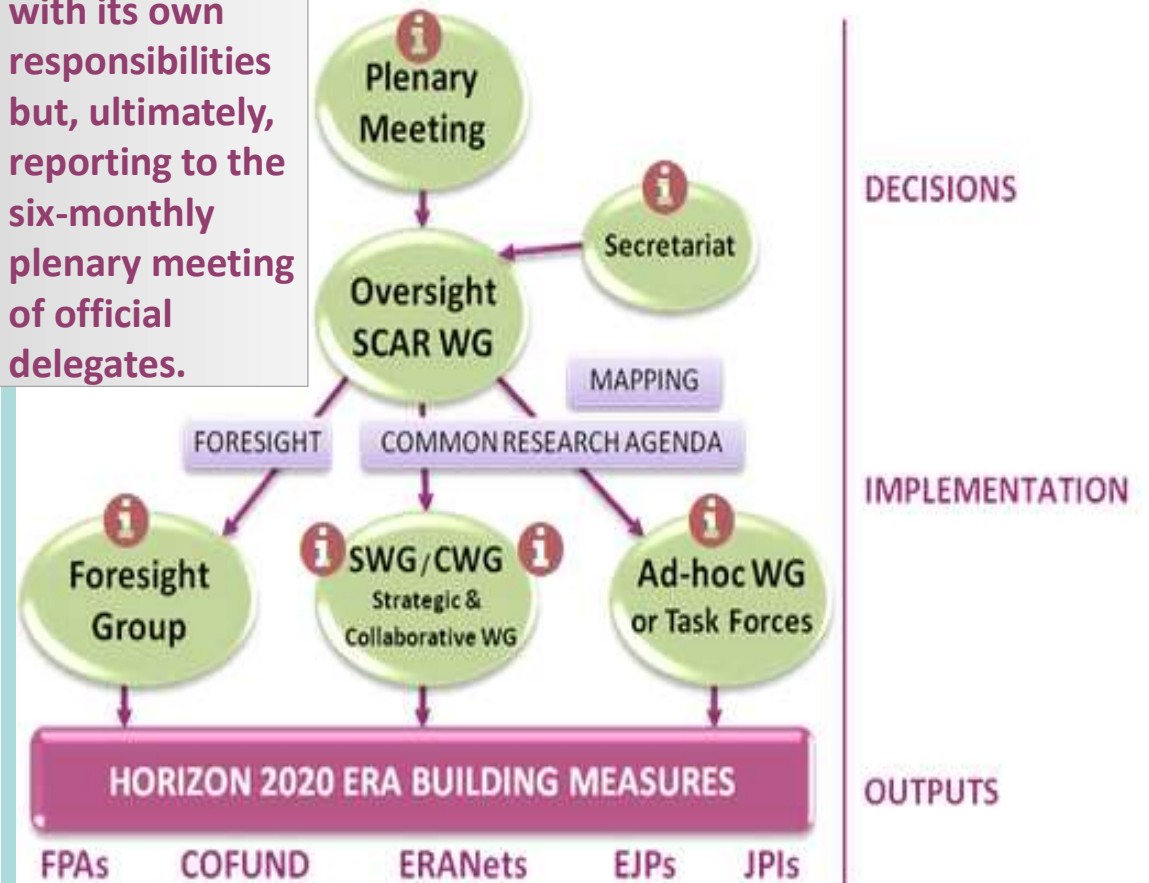 with its own
responsibilities
but, ultimately,
reporting to the
six-monthly
plenary meeting
of official
delegates.
i
Plenary
Meeting
DECISIONS
i
Secretariat
Oversight
SCAR WG
MAPPING
FORESIGHT
COMMON RESEARCH AGENDA
IMPLEMENTATION
i
Foresight
Group
i
i
SWG / CWG
Strategic &
Collaborative WG
i
Ad-hoc WG
or Task Forces
HORIZON 2020 ERA BUILDING MEASURES
OUTPUTS
FPAs COFUND ERANets EJPs JPIs